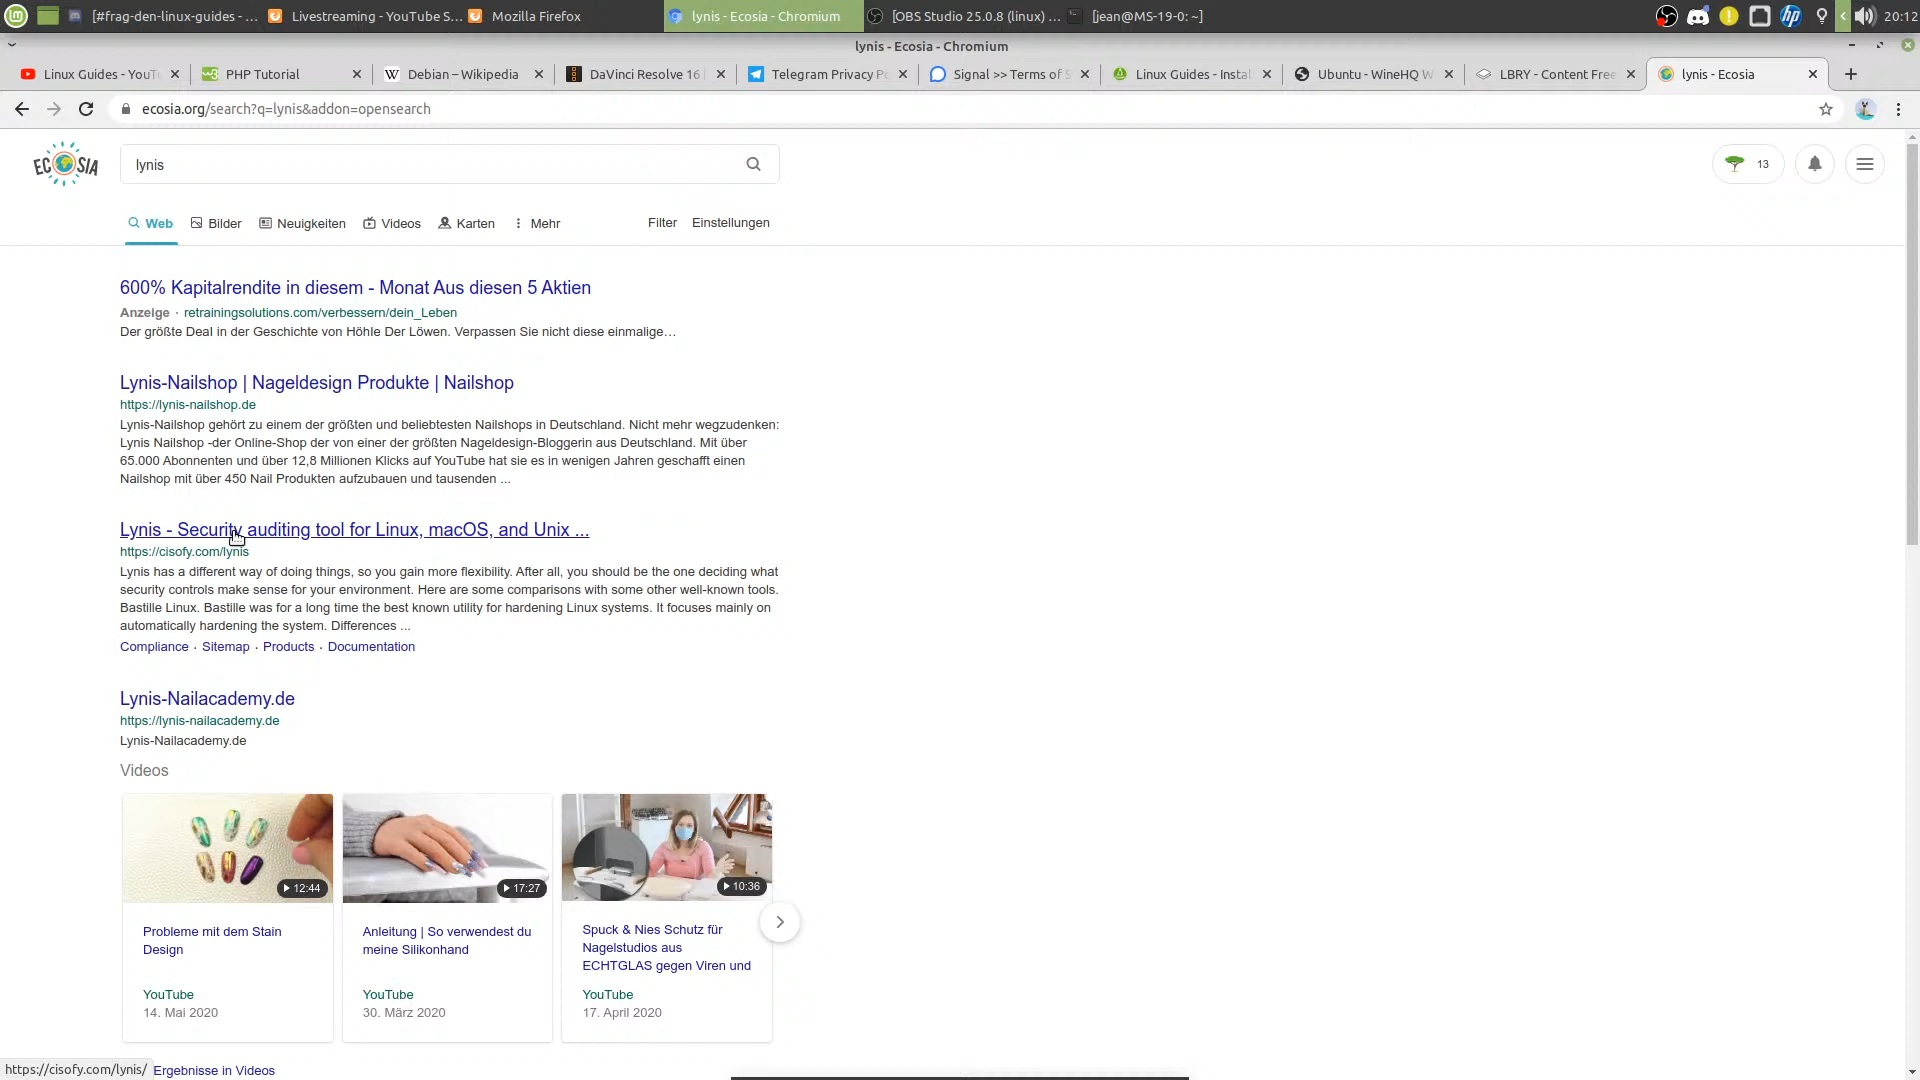 [#frag-den-linux-guides - ...
Livestreaming - YouTube S...
Mozilla Firefox
lynis - Ecosia - Chromium
[OBS Studio 25.0.8 (linux) ...
[jean@MS-19-0: ~]
hp
20:12
lynis - Ecosia - Chromium
Linux Guides - YouT
PHP Tutorial
W Debian – Wikipedia
DaVinci Resolve 16
Telegram Privacy P
Signal >> Terms of S
Linux Guides - Instal
Ubuntu - WineHQ W
LBRY - Content Free
lynis - Ecosia
ecosia.org/search?q=lynis&addon=opensearch
ECOSIA
lynis
13
Web
Bilder
Neuigkeiten
Videos
Karten
Mehr
Filter
Einstellungen
600% Kapitalrendite in diesem - Monat Aus diesen 5 Aktien
Anzeige · retrainingsolutions.com/verbessern/dein_Leben
Der größte Deal in der Geschichte von Höhle Der Löwen. Verpassen Sie nicht diese einmalige…
Lynis-Nailshop | Nageldesign Produkte | Nailshop
https://lynis-nailshop.de
Lynis-Nailshop gehört zu einem der größten und beliebtesten Nailshops in Deutschland. Nicht mehr wegzudenken:
Lynis Nailshop -der Online-Shop der von einer der größten Nageldesign-Bloggerin aus Deutschland. Mit über
65.000 Abonnenten und über 12,8 Millionen Klicks auf YouTube hat sie es in wenigen Jahren geschafft einen
Nailshop mit über 450 Nail Produkten aufzubauen und tausenden ...
Lynis - Security auditing tool for Linux, macOS, and Unix ...
https://cisofy.com/lynis
Lynis has a different way of doing things, so you gain more flexibility. After all, you should be the one deciding what
security controls make sense for your environment. Here are some comparisons with some other well-known tools.
Bastille Linux. Bastille was for a long time the best known utility for hardening Linux systems. It focuses mainly on
automatically hardening the system. Differences ...
Compliance · Sitemap · Products · Documentation
Lynis-Nailacademy.de
https://lynis-nailacademy.de
Lynis-Nailacademy.de
Videos
12:44
17:27
10:36
Probleme mit dem Stain
Design
YouTube
14. Mai 2020
Anleitung | So verwendest du
meine Silikonhand
YouTube
30. März 2020
Spuck & Nies Schutz für
Nagelstudios aus
ECHTGLAS gegen Viren und
YouTube
17. April 2020
https://cisofy.com/lynis/
Ergebnisse in Videos